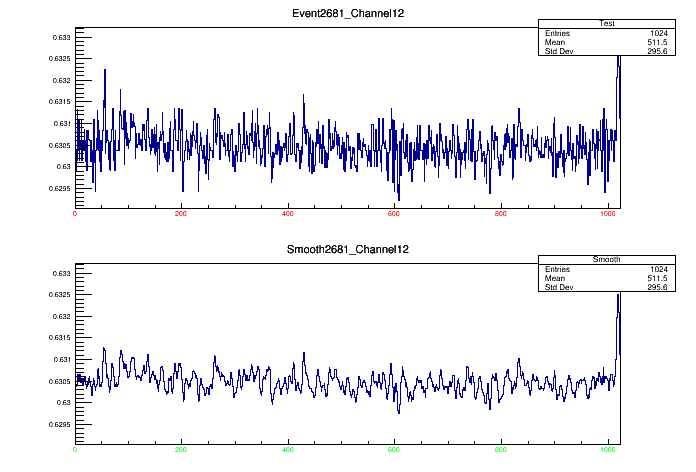 Event2681_Channel12
Test
Entries 1024
Mean 511.5
Std Dev 295.6
0.633
0.6325
0.632
0.6315
0.631
0.6305
0.63
0.6295
0 200 400 600 800 1000
Smooth2681_Channel12
Smooth
Entries 1024
Mean 511.5
Std Dev 295.6
0.633
0.6325
0.632
0.6315
0.631
0.6305
0.63
0.6295
0 200 400 600 800 1000